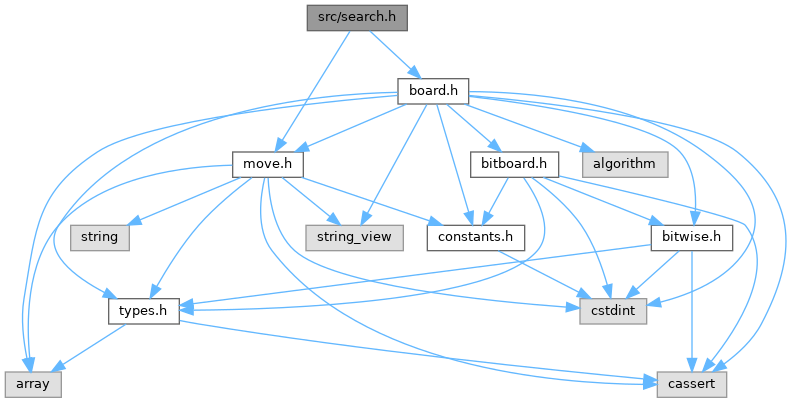 src/search.h
board.h
move.h
bitboard.h
algorithm
string
string_view
constants.h
bitwise.h
types.h
cstdint
array
cassert